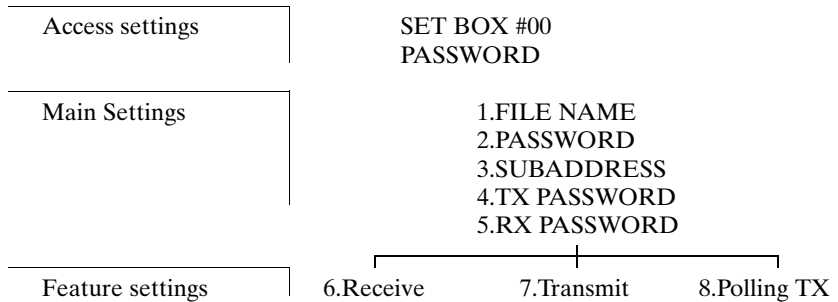 Access settings
SET BOX #00
PASSWORD
Main Settings
1.FILE NAME
2.PASSWORD
3.SUBADDRESS
4.TX PASSWORD
5.RX PASSWORD
Feature settings
6.Receive
7.Transmit
8.Polling TX